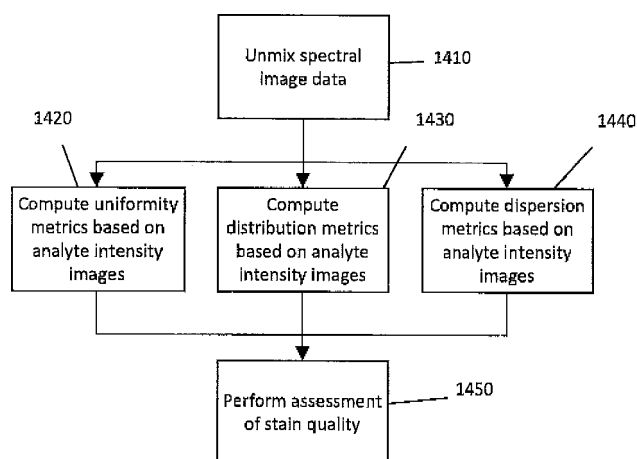 Unmix spectral
image data
1410
1420
1430
1440
Compute uniformity
metrics based on
analyte intensity
images
Compute
distribution metrics
based on analyte
intensity images
Compute dispersion
metrics based on
analyte intensity
images
Perform assessment
of stain quality
1450